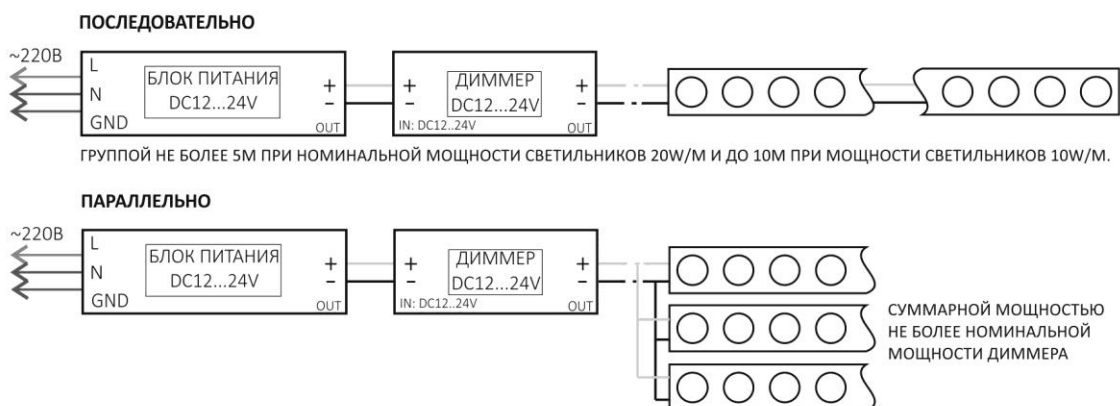 ПОСЛЕДОВАТЕЛЬНО
~220В
L
N
GND
БЛОК ПИТАНИЯ
DC12...24V
+
-
OUT
+
-
ДИММЕР
DC12...24V
IN: DC12..24V
+
-
OUT
ГРУППОЙ НЕ БОЛЕЕ 5М ПРИ НОМИНАЛЬНОЙ МОЩНОСТИ СВЕТИЛЬНИКОВ 20W/М И ДО 10М ПРИ МОЩНОСТИ СВЕТИЛЬНИКОВ 10W/М.
ПАРАЛЛЕЛЬНО
~220В
L
N
GND
БЛОК ПИТАНИЯ
DC12...24V
+
-
OUT
+
-
ДИММЕР
DC12...24V
IN: DC12..24V
+
-
OUT
СУММАРНОЙ МОЩНОСТЬЮ
НЕ БОЛЕЕ НОМИНАЛЬНОЙ
МОЩНОСТИ ДИММЕРА